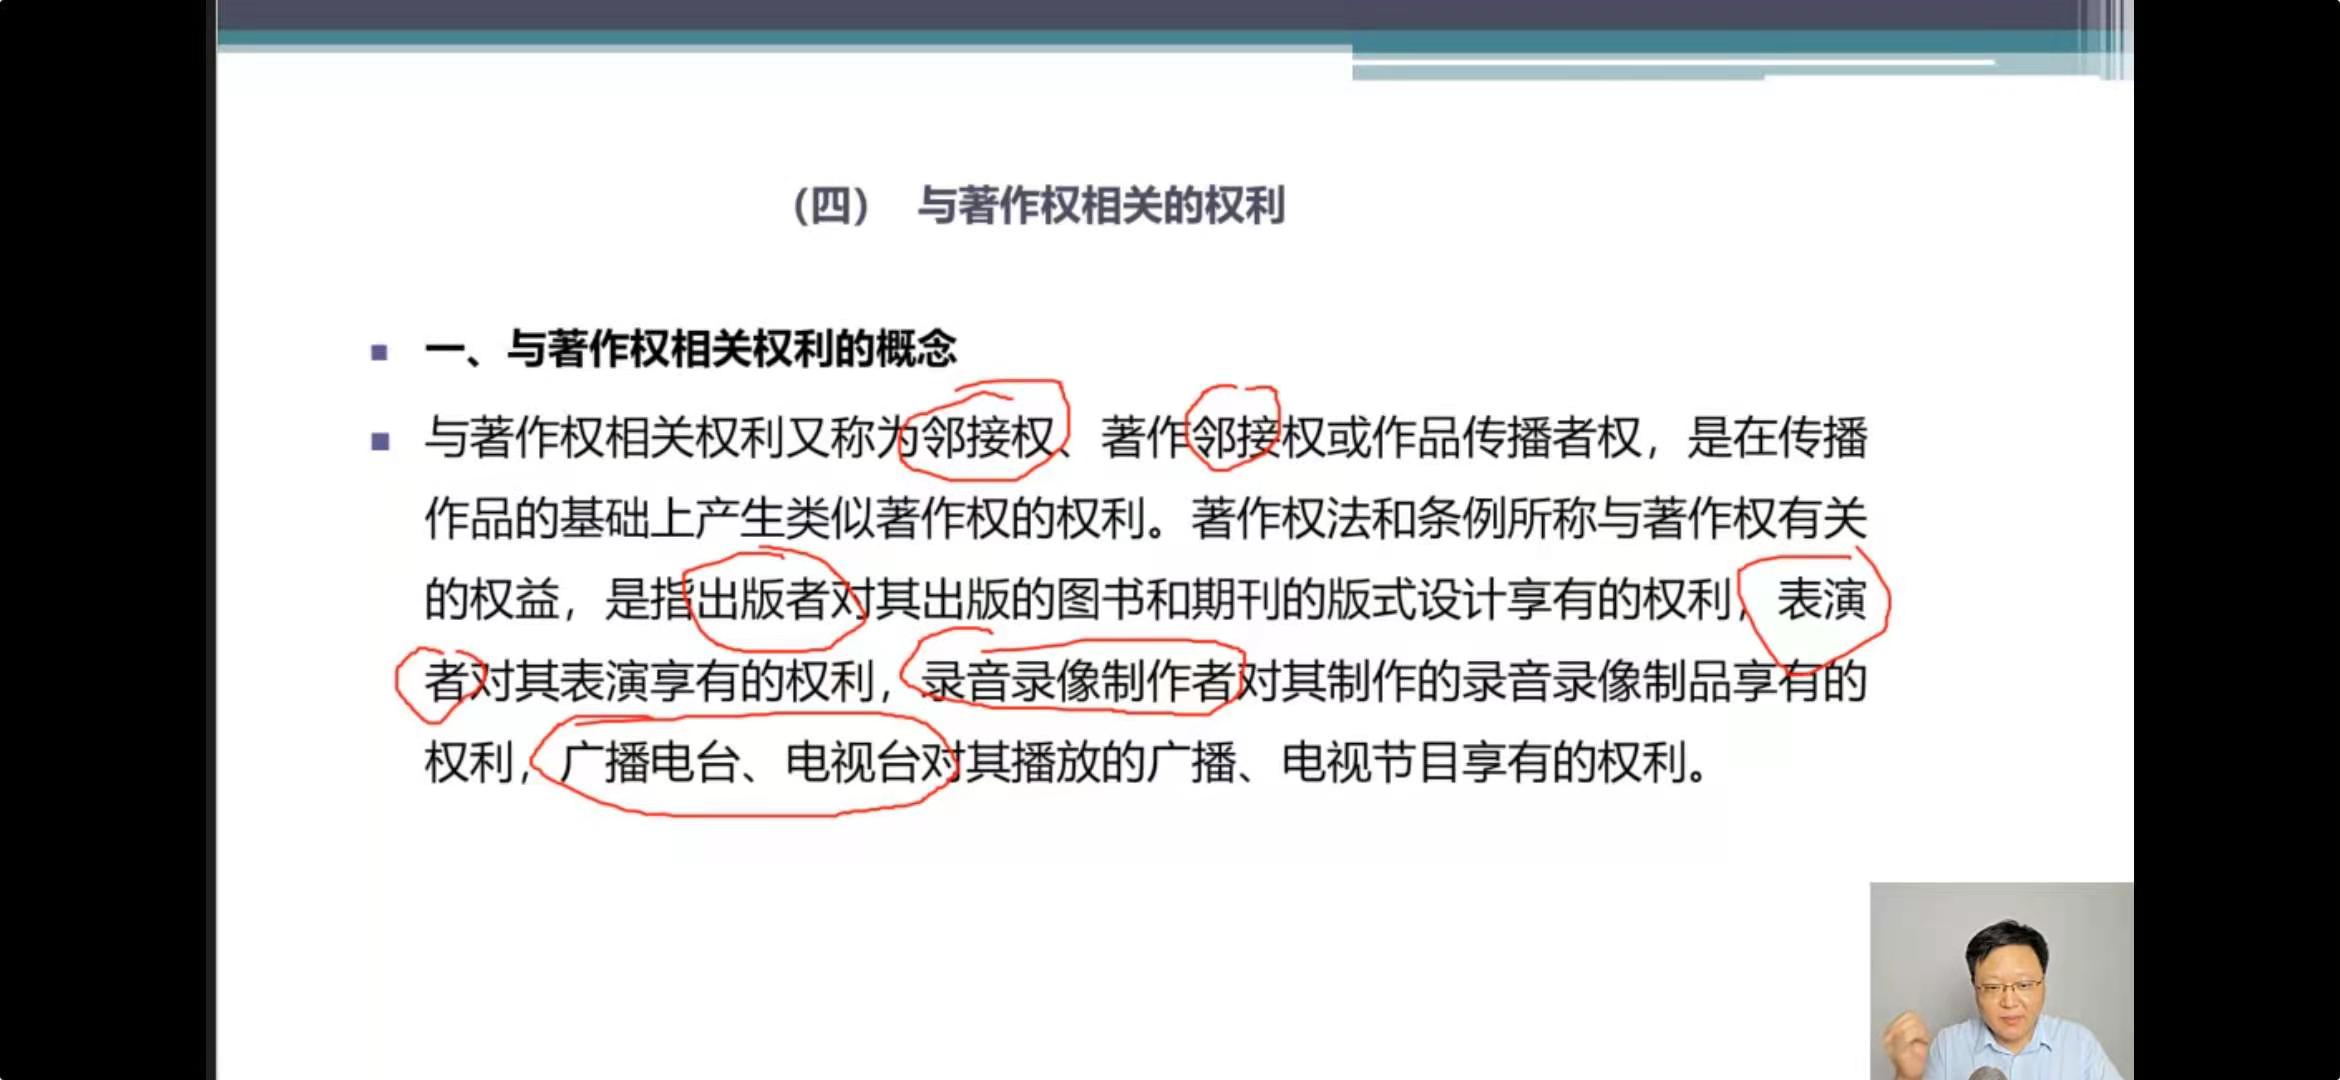 （四） 与著作权相关的权利
一、与著作权相关权利的概念
与著作权相关权利又称为邻接权、著作邻接权或作品传播者权，是在传播
作品的基础上产生类似著作权的权利。著作权法和条例所称与著作权有关
的权益，是指出版者对其出版的图书和期刊的版式设计享有的权利，表演
者对其表演享有的权利，录音录像制作者对其制作的录音录像制品享有的
权利，广播电台、电视台对其播放的广播、电视节目享有的权利。